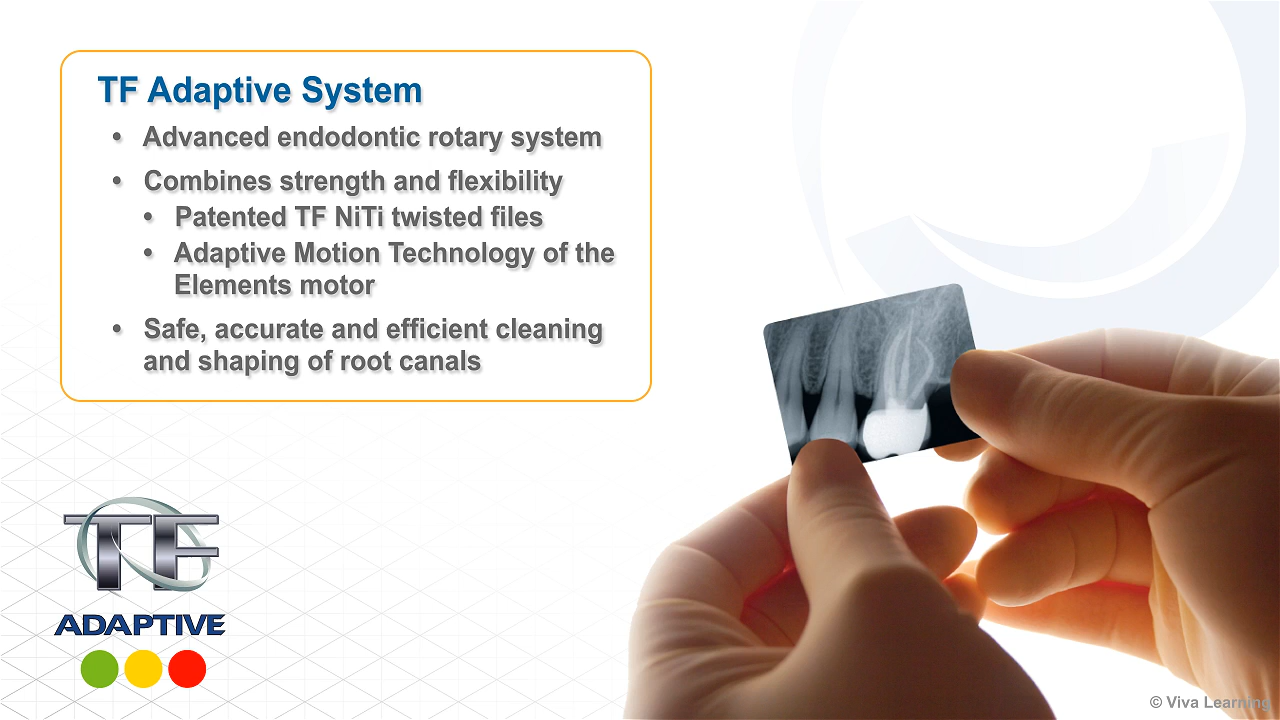 TF Adaptive System
• Advanced endodontic rotary system
• Combines strength and flexibility
• Patented TF NiTi twisted files
• Adaptive Motion Technology of the
Elements motor
• Safe, accurate and efficient cleaning
and shaping of root canals
TF
ADAPTIVE
© Viva Learning